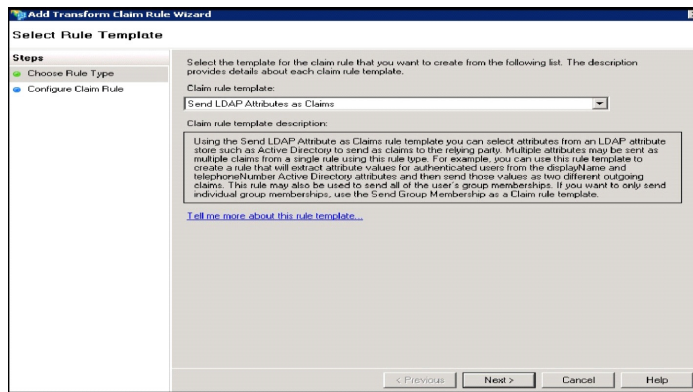 Add Transform Claim Rule Wizard
Select Rule Template
Steps
Choose Rule Type
Configure Claim Rule
Select the template for the claim rule that you want to create from the following list. The description
provides details about each claim rule template.
Claim rule template:
Send LDAP Attributes as Claims
Claim rule template description:
Using the Send LDAP Attribute as Claims rule template you can select attributes from an LDAP attribute
store such as Active Directory to send as claims to the relying party. Multiple attributes may be sent as
multiple claims from a single rule using this rule type. For example, you can use this rule template to
create a rule that will extract attribute values for authenticated users from the displayName and
telephoneNumber Active Directory attributes and then send those values as two different outgoing
claims. This rule may also be used to send all of the user's group memberships. If you want to only send
individual group memberships, use the Send Group Membership as a Claim rule template.
Tell me more about this rule template...
< Previous
Next >
Cancel
Help